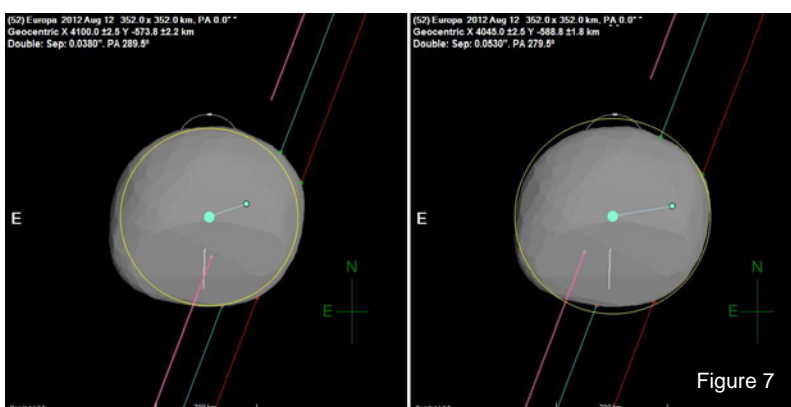 (52) Europa 2012 Aug 12 352.0 x 352.0 km, PA 0.0°
Geocentric X 4100.0 ±2.5 Y -573.8 ±2.2 km
Double: Sep: 0.0380". PA 289.5°
E
N
E
(52) Europa 2012 Aug 12 352.0 x 352.0 km, PA 0.0°
Geocentric X 4045.0 ±2.5 Y -588.8 ±1.8 km
Double: Sep: 0.0530". PA 279.5°
E
N
E
Figure 7